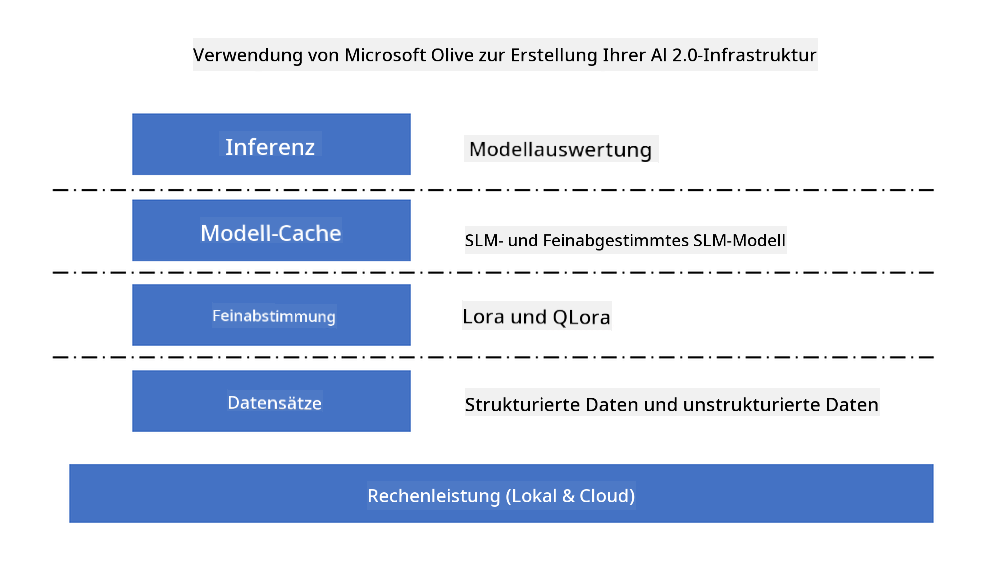 Verwendung von Microsoft Olive zur Erstellung Ihrer Al 2.0-Infrastruktur
Inferenz
Modellauswertung
Modell-Cache
SLM- und Feinabgestimmtes SLM-Modell
Feinabstimmung
Lora und QLora
Datensätze
Strukturierte Daten und unstrukturierte Daten
Rechenleistung (Lokal & Cloud)